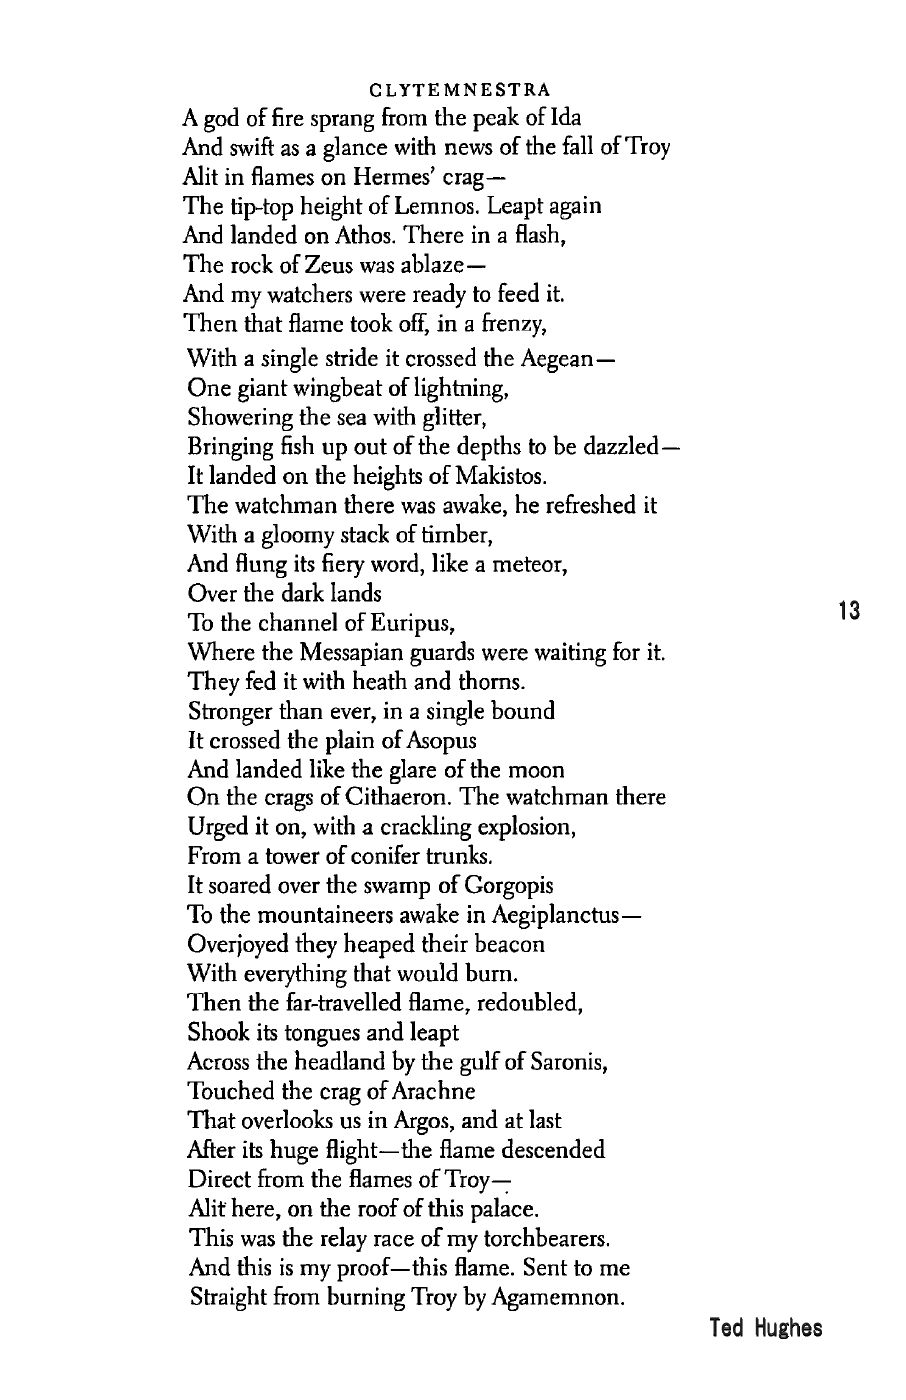 CLYTEMNESTRA
A god of fire sprang from the peak of Ida
And swift as a glance with news of the fall of Troy
Alit in flames on Hermes’ crag—
The tip-top height of Lemnos. Leapt again
And landed on Athos. There in a flash,
The rock of Zeus was ablaze—
And my watchers were ready to feed it.
Then that flame took off, in a frenzy,
With a single stride it crossed the Aegean—
One giant wingbeat of lightning,
Showering the sea with glitter,
Bringing fish up out of the depths to be dazzled—
It landed on the heights of Makistos.
The watchman there was awake, he refreshed it
With a gloomy stack of timber,
And flung its fiery word, like a meteor,
Over the dark lands
To the channel of Euripus,
13
Where the Messapian guards were waiting for it.
They fed it with heath and thorns.
Stronger than ever, in a single bound
It crossed the plain of Asopus
And landed like the glare of the moon
On the crags of Cithaeron. The watchman there
Urged it on, with a crackling explosion,
From a tower of conifer trunks.
It soared over the swamp of Gorgopis
To the mountaineers awake in Aegiplanctus—
Overjoyed they heaped their beacon
With everything that would burn.
Then the far-travelled flame, redoubled,
Shook its tongues and leapt
Across the headland by the gulf of Saronis,
Touched the crag of Arachne
That overlooks us in Argos, and at last
After its huge flight—the flame descended
Direct from the flames of Troy—
Alit here, on the roof of this palace.
This was the relay race of my torchbearers.
And this is my proof—this flame. Sent to me
Straight from burning Troy by Agamemnon.
Ted Hughes